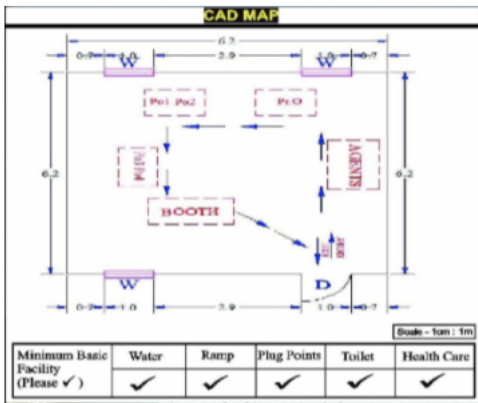 CAD MAP
6.2
0.7 1.0 2.9 1.0 0.7
W W
Po1 Po2 Pr.O
AGENTS
6.2 6.2
BOOTH
W D
0.7 1.0 2.9 1.0 0.7
Scale - 1cm : 1m
Minimum Basic Facility (Please ✓) Water Ramp Plug Points Toilet Health Care
✓ ✓ ✓ ✓ ✓